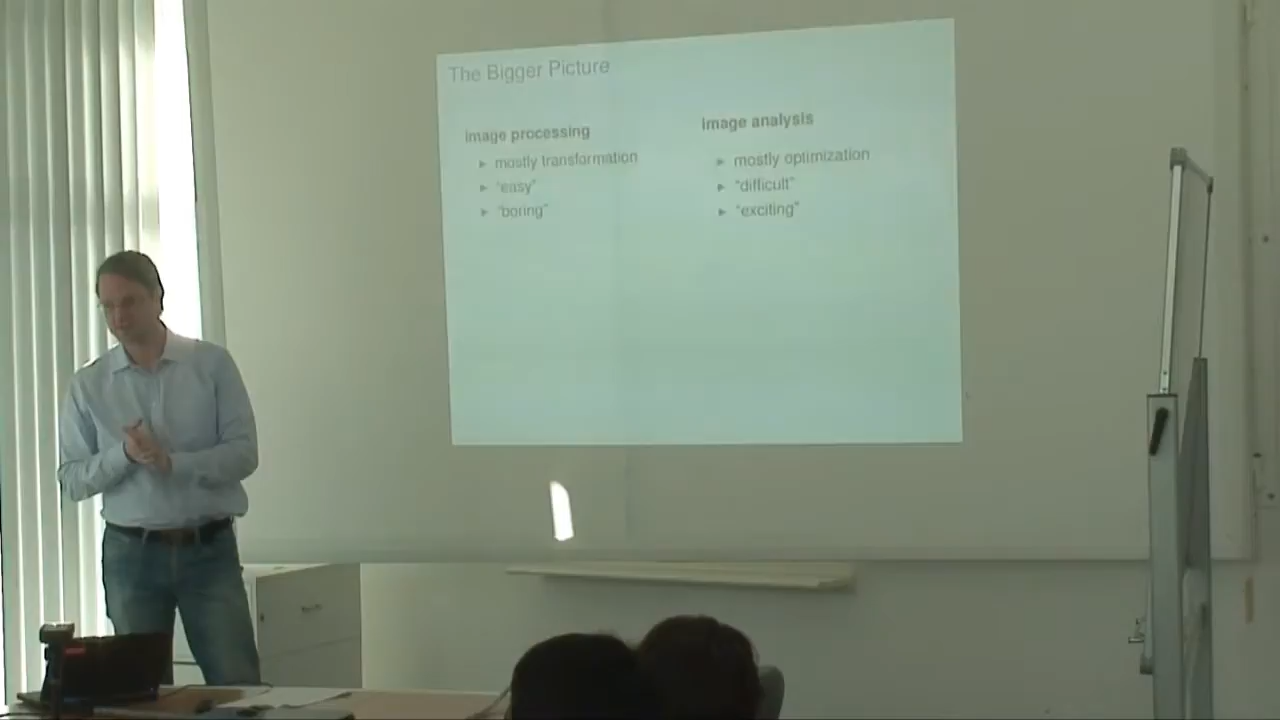 The Bigger Picture
image processing
► mostly transformation
► "easy"
► "boring"
image analysis
► mostly optimization
► "difficult"
► "exciting"